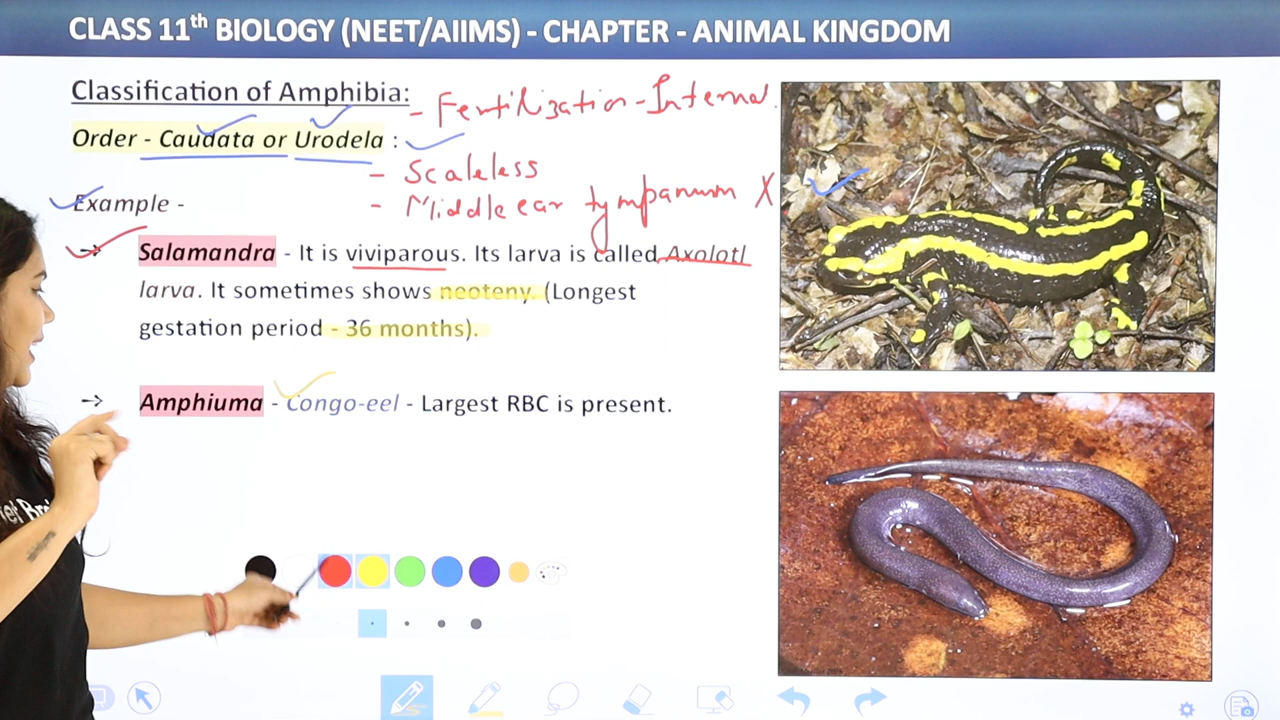 CLASS 11th BIOLOGY (NEET/AIIMS) - CHAPTER - ANIMAL KINGDOM
Classification of Amphibia:
- Fertilization - Internal.
Order - Caudata or Urodela :
- Scaleless
- Middle ear tympanum X
Example -
Salamandra - It is viviparous. Its larva is called Axolotl
larva. It sometimes shows neoteny. (Longest
gestation period - 36 months).
Amphiuma - Congo-eel - Largest RBC is present.